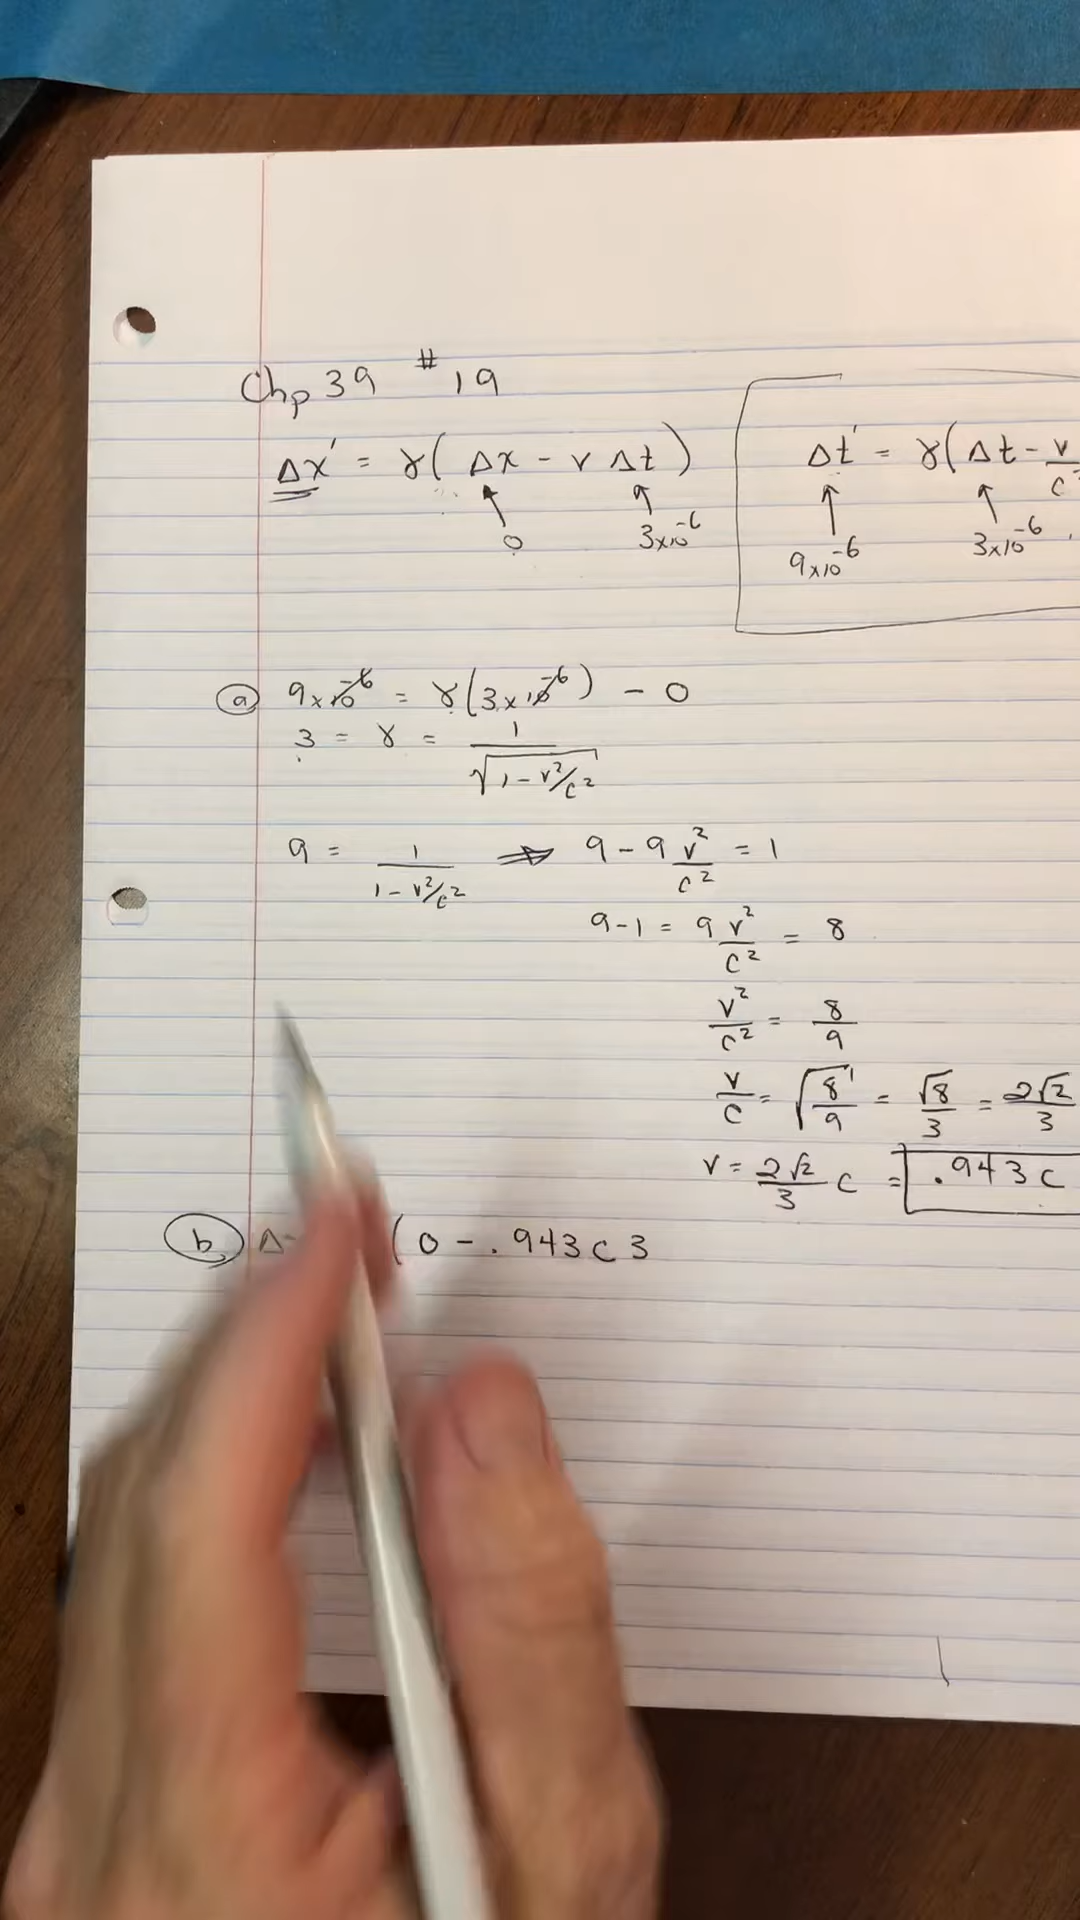 Chp 39 # 19
Δx' = γ( Δx - v Δt )
0
3x10⁻⁶
Δt' = γ(Δt - v
c²
9x10⁻⁶
3x10⁻⁶
a 9x10⁻⁶ = γ(3x10⁻⁶) - 0
3 = γ = 1/√(1 - v²/c²)
9 = 1/(1 - v²/c²) ⇒ 9 - 9 v²/c² = 1
9-1 = 9 v²/c² = 8
v²/c² = 8/9
v/c = √(8/9) = √8/3 = 2√2/3
v = 2√2/3 c = .943c
b ( 0 - .943 c 3